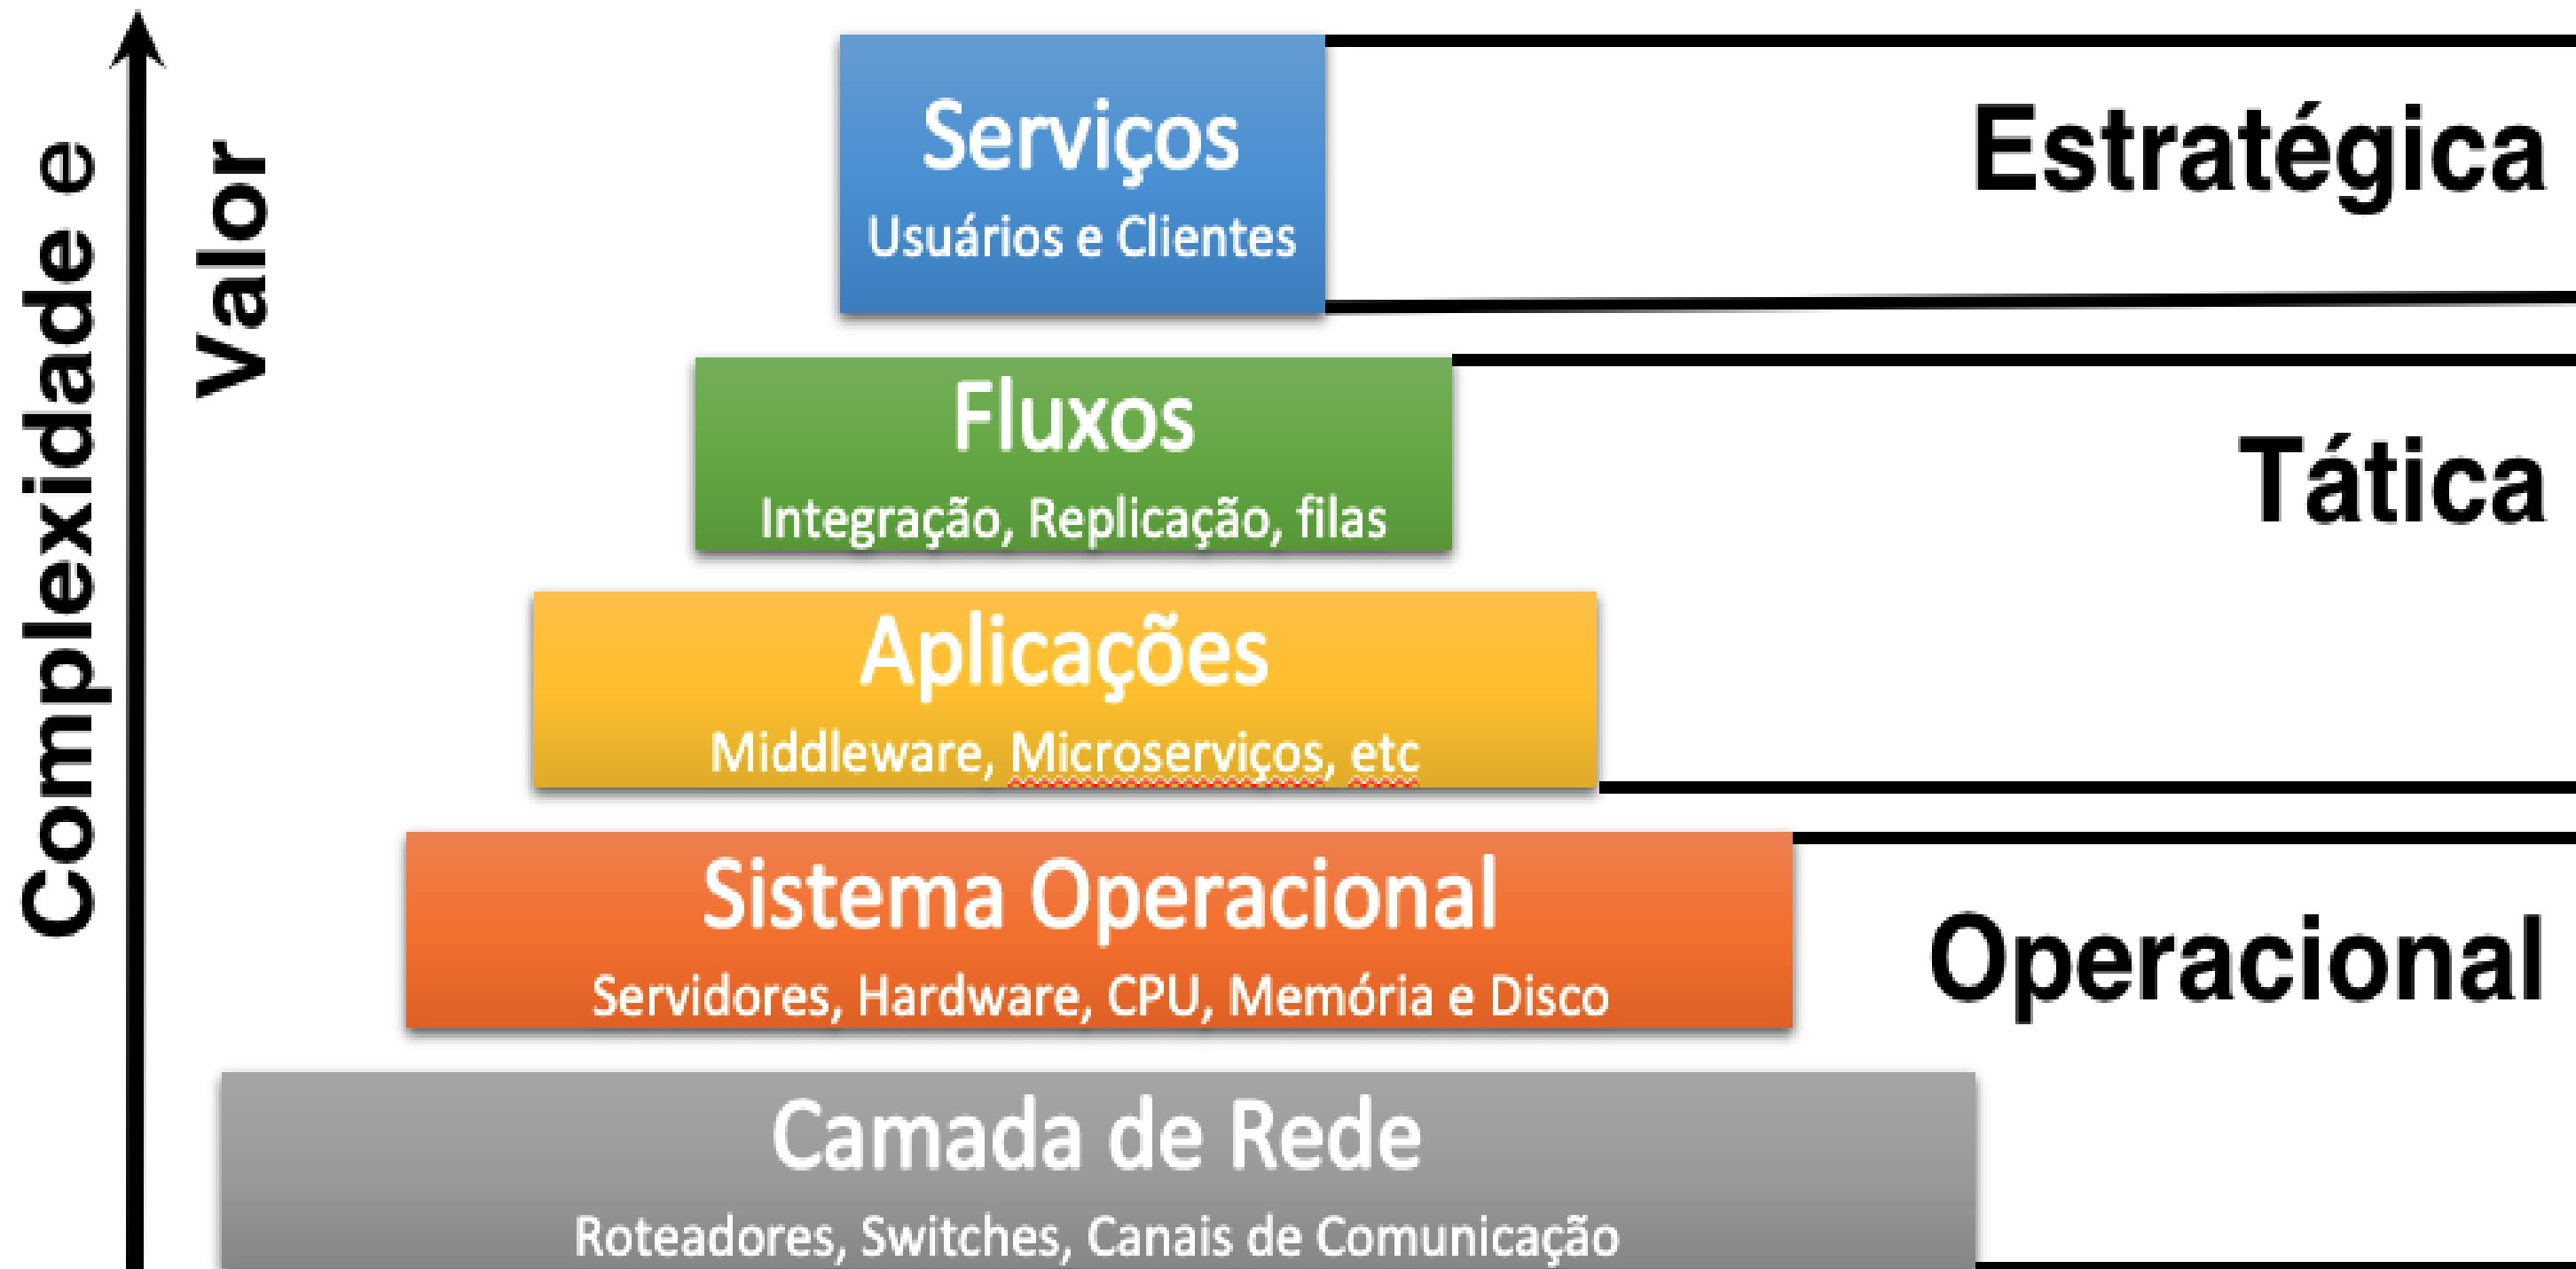 Complexidade e
Valor
Serviços
Usuários e Clientes
Estratégica
Fluxos
Integração, Replicação, filas
Tática
Aplicações
Middleware, Microserviços, etc
Sistema Operacional
Servidores, Hardware, CPU, Memória e Disco
Operacional
Camada de Rede
Roteadores, Switches, Canais de Comunicação